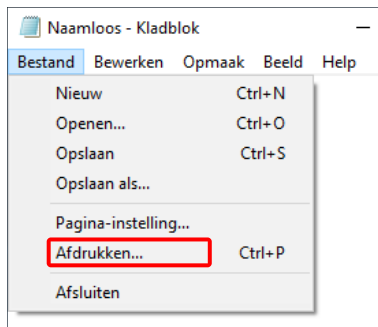 Naamloos - Kladblok
Bestand Bewerken Opmaak Beeld Help
Nieuw Ctrl+N
Openen... Ctrl+O
Opslaan Ctrl+S
Opslaan als...
Pagina-instelling...
Afdrukken... Ctrl+P
Afsluiten